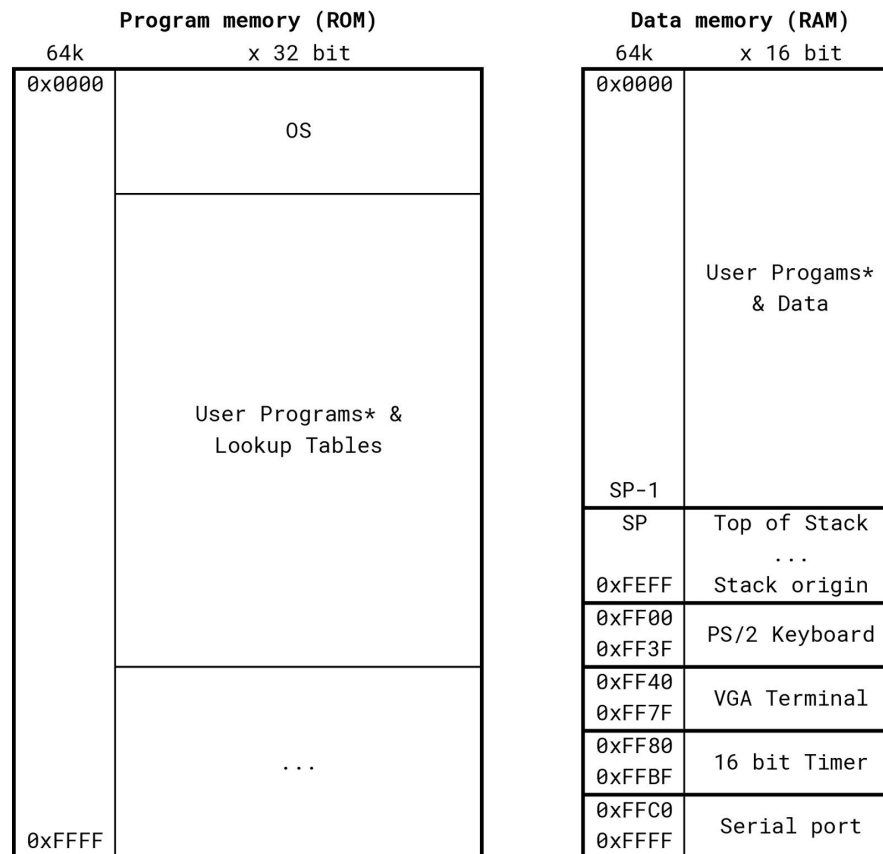 Program memory (ROM)
64k x 32 bit
0x0000
OS
User Programs* &
Lookup Tables
...
0xFFFF
Data memory (RAM)
64k x 16 bit
0x0000
User Progams*
& Data
SP-1
SP Top of Stack
...
0xFEFF Stack origin
0xFF00
PS/2 Keyboard
0xFF3F
0xFF40
VGA Terminal
0xFF7F
0xFF80
16 bit Timer
0xFFBF
0xFFC0
Serial port
0xFFFF